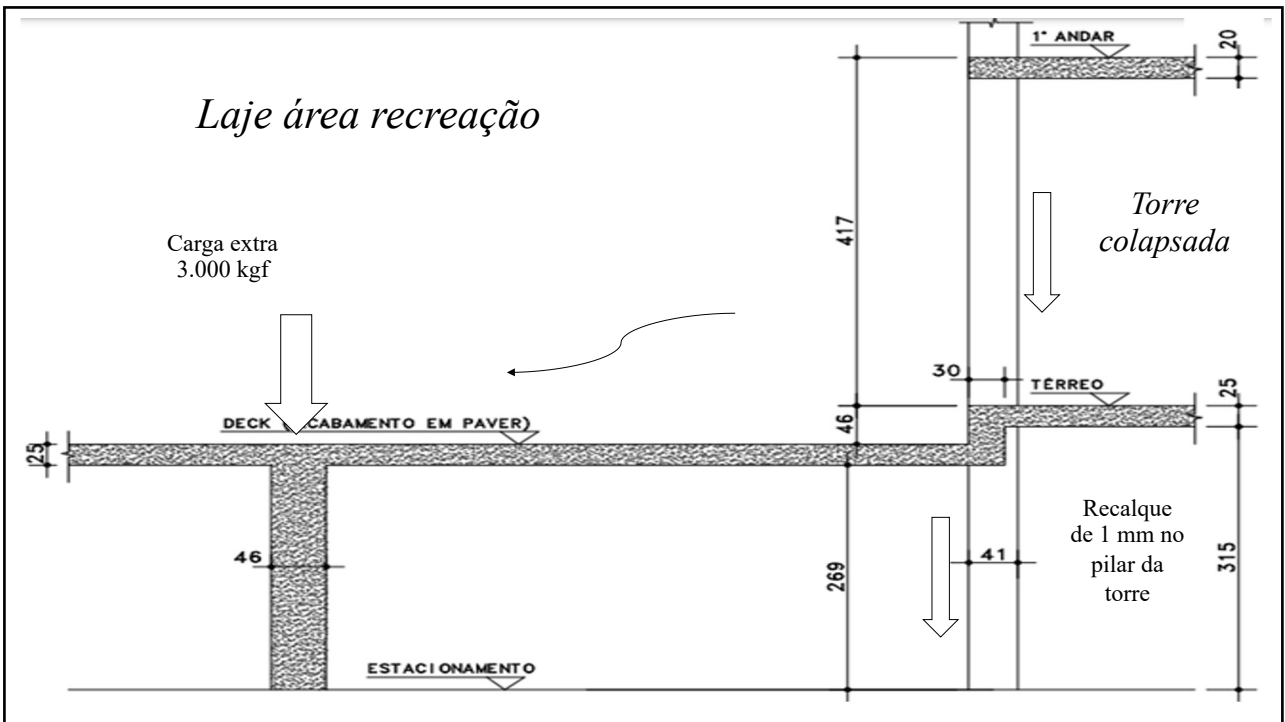 1° ANDAR
20
Laje área recreação
Torre
colapsada
417
Carga extra
3.000 kgf
30
TÉRREO
25
DECK (
CABAMENTO EM PAVER)
46
25
Recalque
de 1 mm no
pilar da
torre
46
41
269
315
ESTACIONAMENTO